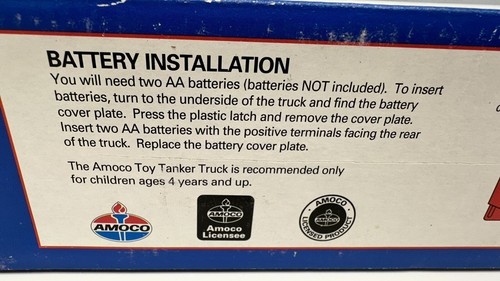 BATTERY INSTALLATION
You will need two AA batteries (batteries NOT included). To insert
batteries, turn to the underside of the truck and find the battery
cover plate. Press the plastic latch and remove the cover plate.
Insert two AA batteries with the positive terminals facing the rear
of the truck. Replace the battery cover plate.
The Amoco Toy Tanker Truck is recommended only
for children ages 4 years and up.
AMOCO
AMOCO
Amoco
Licensee
AMOCO
AMOCO
LICENSED PRODUCT